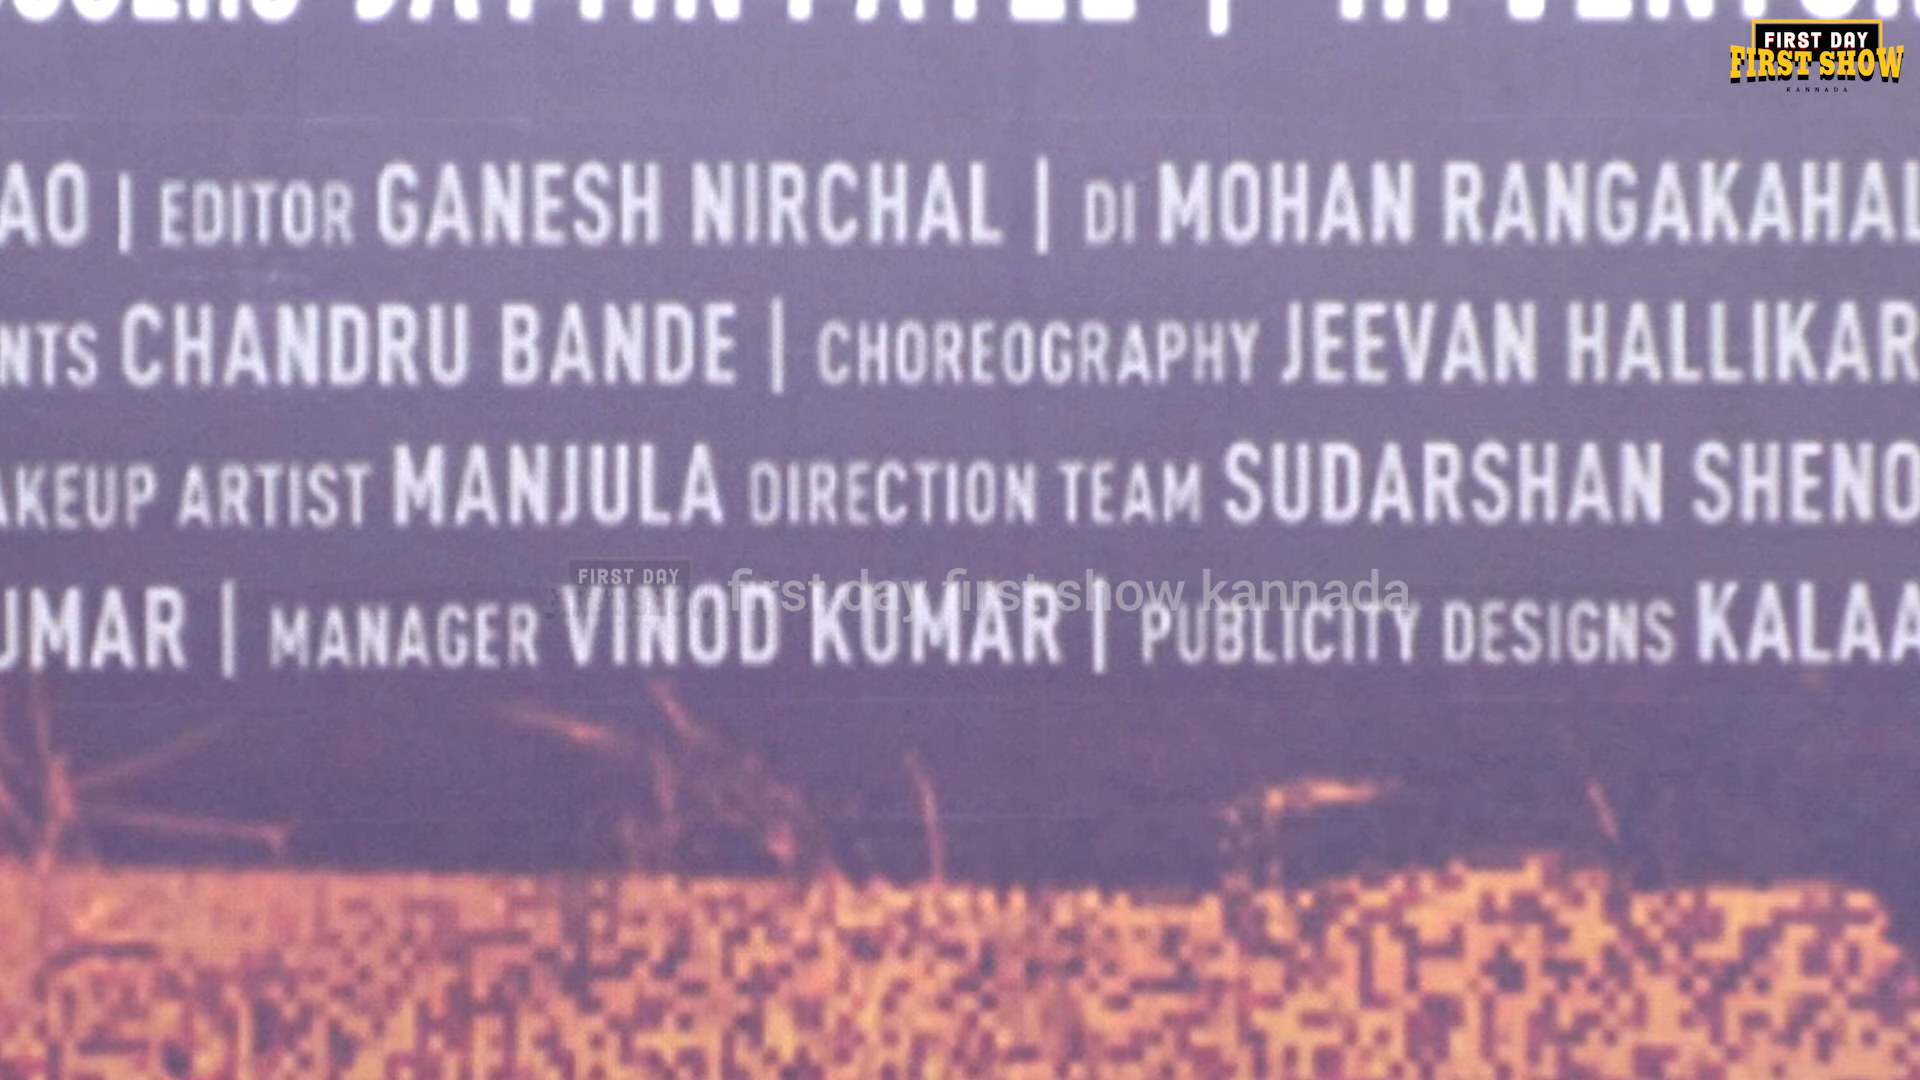 FIRST DAY
FIRST SHOW
KANNADA
AO | EDITOR GANESH NIRCHAL | DI MOHAN RANGAKAHAL
NTS CHANDRU BANDE | CHOREOGRAPHY JEEVAN HALLIKAR
AKEUP ARTIST MANJULA DIRECTION TEAM SUDARSHAN SHENO
FIRST DAY first day first show kannada
UMAR | MANAGER VINOD KUMAR | PUBLICITY DESIGNS KALAA